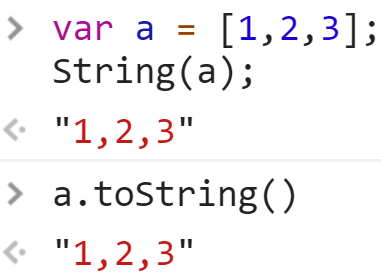 > var a = [1,2,3];
String(a);
"1,2,3"
> a.toString()
"1,2,3"